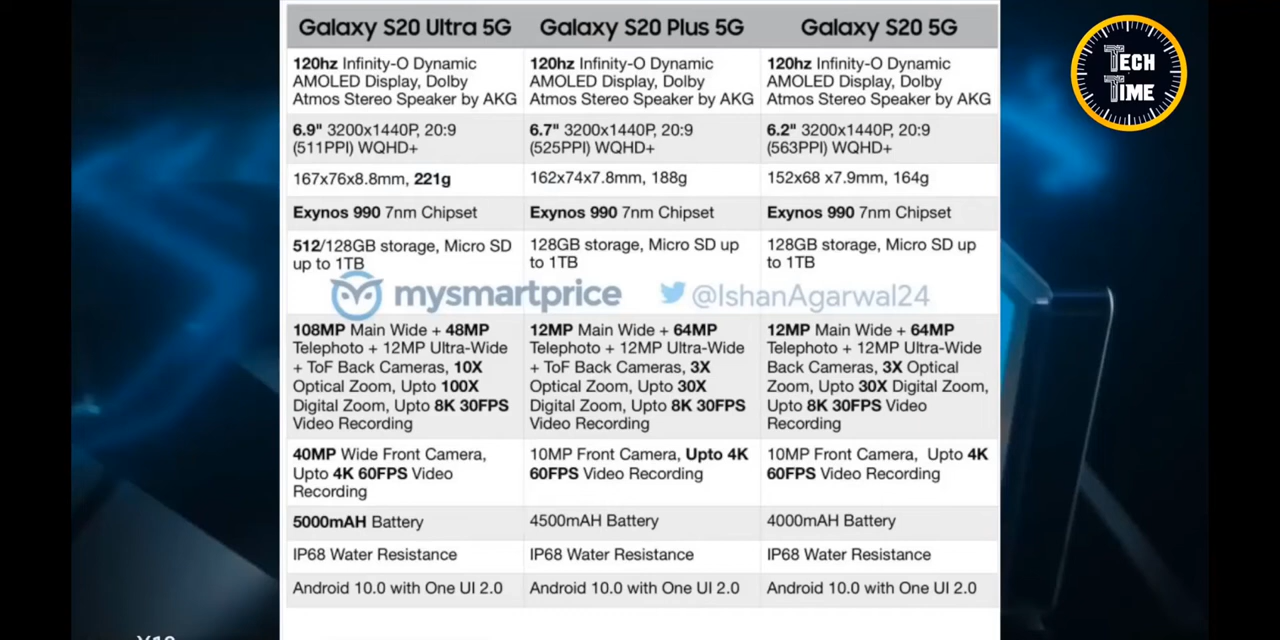 Galaxy S20 Ultra 5G
Galaxy S20 Plus 5G
Galaxy S20 5G
120hz Infinity-O Dynamic
AMOLED Display, Dolby
Atmos Stereo Speaker by AKG
120hz Infinity-O Dynamic
AMOLED Display, Dolby
Atmos Stereo Speaker by AKG
120hz Infinity-O Dynamic
AMOLED Display, Dolby
Atmos Stereo Speaker by AKG
6.9" 3200x1440P, 20:9
(511PPI) WQHD+
6.7" 3200x1440P, 20:9
(525PPI) WQHD+
6.2" 3200x1440P, 20:9
(563PPI) WQHD+
167x76x8.8mm, 221g
162x74x7.8mm, 188g
152x68 x7.9mm, 164g
Exynos 990 7nm Chipset
Exynos 990 7nm Chipset
Exynos 990 7nm Chipset
512/128GB storage, Micro SD
up to 1TB
128GB storage, Micro SD up
to 1TB
128GB storage, Micro SD up
to 1TB
mysmartprice
@IshanAgarwal24
108MP Main Wide + 48MP
Telephoto + 12MP Ultra-Wide
+ ToF Back Cameras, 10X
Optical Zoom, Upto 100X
Digital Zoom, Upto 8K 30FPS
Video Recording
12MP Main Wide + 64MP
Telephoto + 12MP Ultra-Wide
+ ToF Back Cameras, 3X
Optical Zoom, Upto 30X
Digital Zoom, Upto 8K 30FPS
Video Recording
12MP Main Wide + 64MP
Telephoto + 12MP Ultra-Wide
Back Cameras, 3X Optical
Zoom, Upto 30X Digital Zoom,
Upto 8K 30FPS Video
Recording
40MP Wide Front Camera,
Upto 4K 60FPS Video
Recording
10MP Front Camera, Upto 4K
60FPS Video Recording
10MP Front Camera, Upto 4K
60FPS Video Recording
5000mAH Battery
4500mAH Battery
4000mAH Battery
IP68 Water Resistance
IP68 Water Resistance
IP68 Water Resistance
Android 10.0 with One UI 2.0
Android 10.0 with One UI 2.0
Android 10.0 with One UI 2.0
TECH
TIME